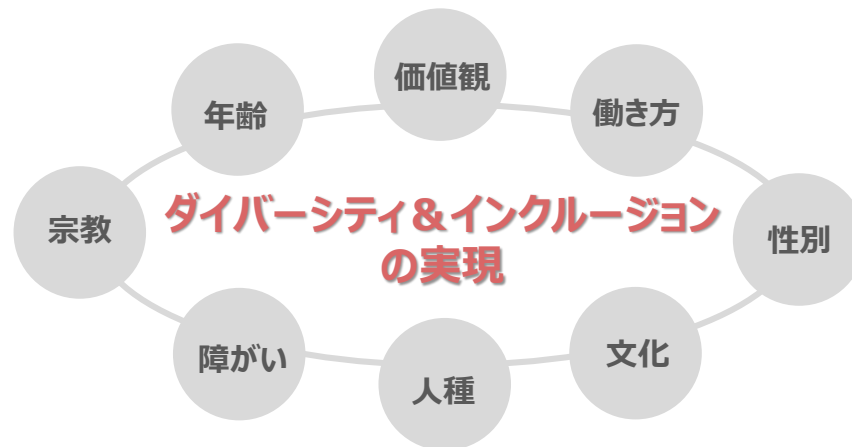 価値観
年齢
働き方
宗教
ダイバーシティ＆インクルージョン
の実現
性別
障がい
文化
人種